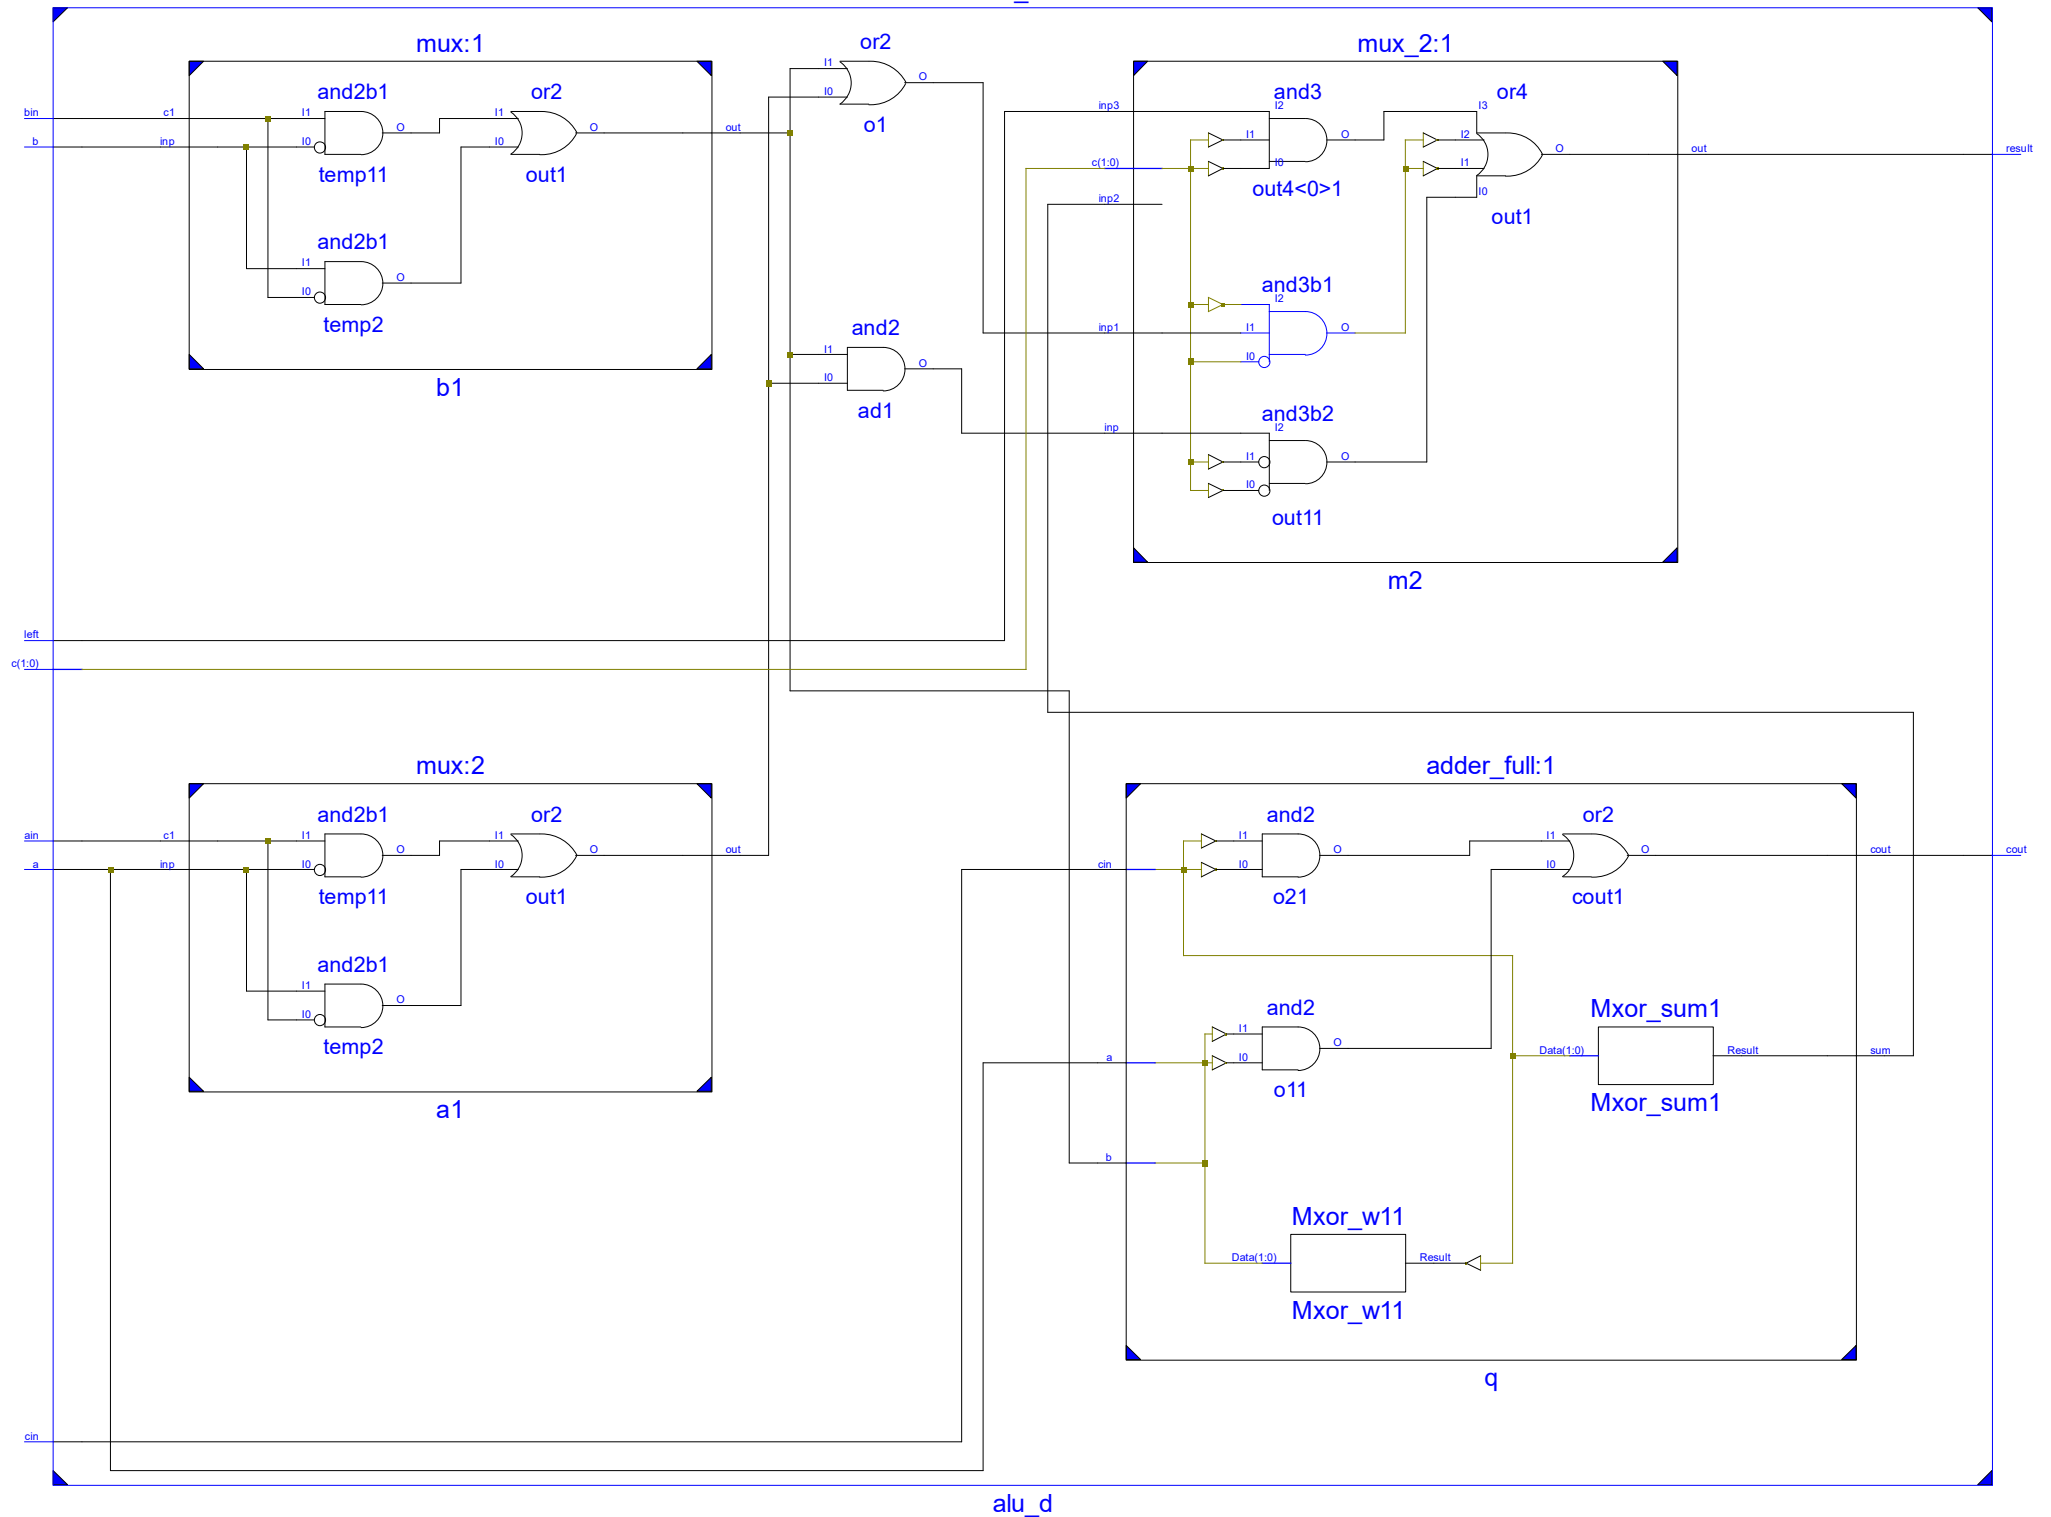 mux:1
bin
b
c1
inp
and2b1
I1
I0
O
temp11
or2
I1
I0
O
out1
and2b1
I1
I0
O
temp2
out
b1
or2
I1
I0
O
o1
and2
I1
I0
O
ad1
mux_2:1
inp3
c(1:0)
inp2
inp1
inp
and3
I2
I1
I0
O
out4<0>1
or4
I3
I2
I1
I0
O
out1
and3b1
I2
I1
I0
O
and3b2
I2
I1
I0
O
out11
out
result
m2
left
c(1:0)
mux:2
ain
a
c1
inp
and2b1
I1
I0
O
temp11
or2
I1
I0
O
out1
and2b1
I1
I0
O
temp2
out
a1
adder_full:1
cin
a
b
and2
I1
I0
O
o21
or2
I1
I0
O
cout1
cout
cout
and2
I1
I0
O
o11
Mxor_sum1
Data(1:0)
Result
sum
Mxor_sum1
Mxor_w11
Data(1:0)
Result
Mxor_w11
q
cin
alu_d